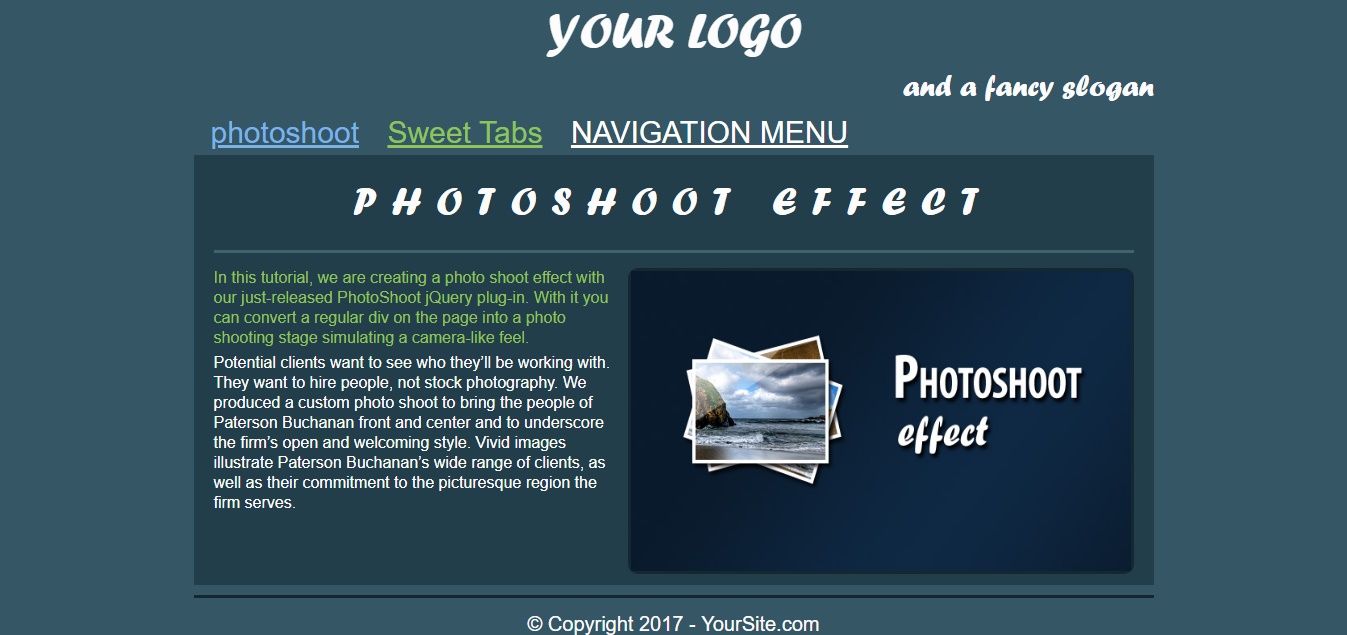 YOUR LOGO
and a fancy slogan
photoshoot Sweet Tabs NAVIGATION MENU
PHOTOSHOOT EFFECT
In this tutorial, we are creating a photo shoot effect with
our just-released PhotoShoot jQuery plug-in. With it you
can convert a regular div on the page into a photo
shooting stage simulating a camera-like feel.
Potential clients want to see who they’ll be working with.
They want to hire people, not stock photography. We
produced a custom photo shoot to bring the people of
Paterson Buchanan front and center and to underscore
the firm’s open and welcoming style. Vivid images
illustrate Paterson Buchanan’s wide range of clients, as
well as their commitment to the picturesque region the
firm serves.
PHOTOSHOOT
effect
© Copyright 2017 - YourSite.com